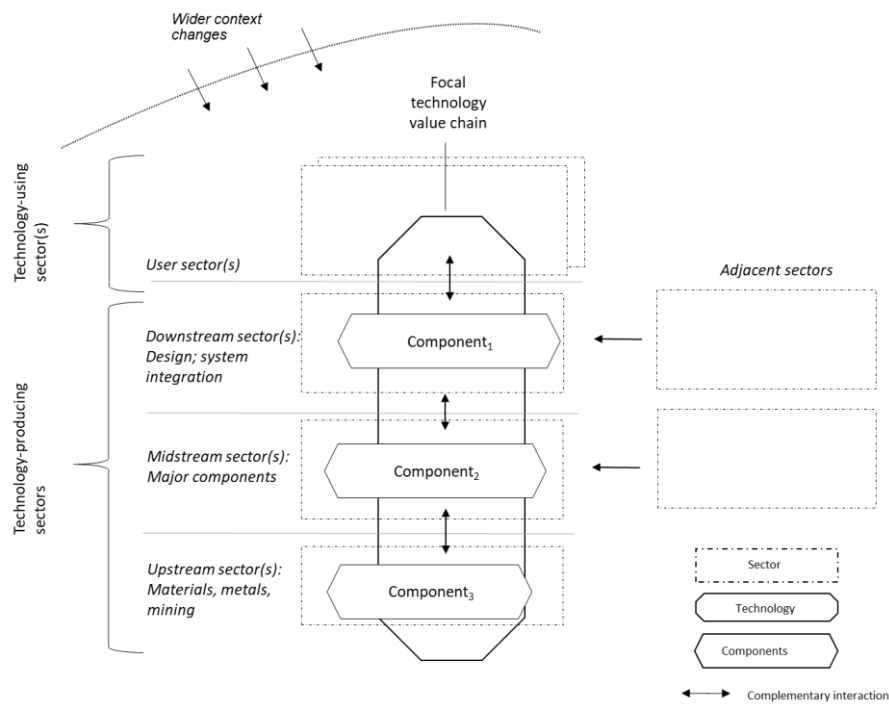 Wider context
changes
Focal
technology
value chain
Technology-using
sector(s)
User sector(s)
Adjacent sectors
Technology-producing
sectors
Downstream sector(s):
Design; system
integration
Component₁
Midstream sector(s):
Major components
Component₂
Upstream sector(s):
Materials, metals,
mining
Component₃
Sector
Technology
Components
Complementary interaction